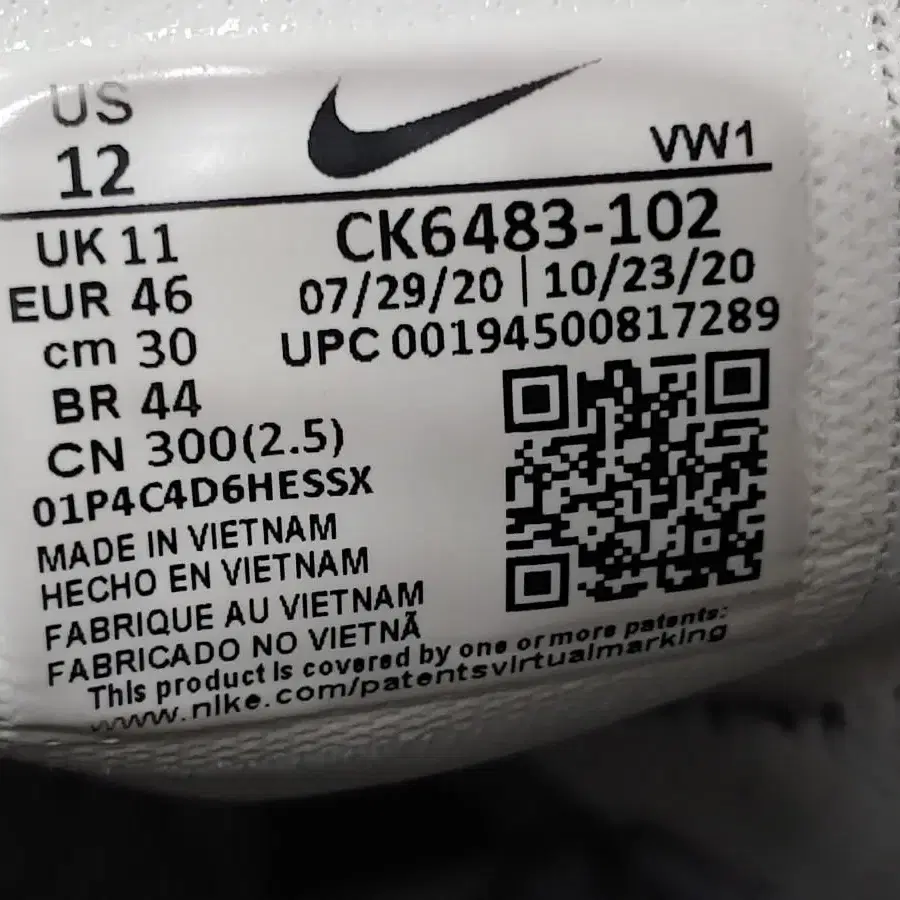 US
12
VW1
UK 11
CK6483-102
EUR 46
07/29/20 | 10/23/20
cm 30
UPC 00194500817289
BR 44
CN 300(2.5)
01P4C4D6HESSX
MADE IN VIETNAM
HECHO EN VIETNAM
FABRIQUE AU VIETNAM
FABRICADO NO VIETNÃ
This product is covered by one or more patents:
www.nike.com/patentsvirtualmarking